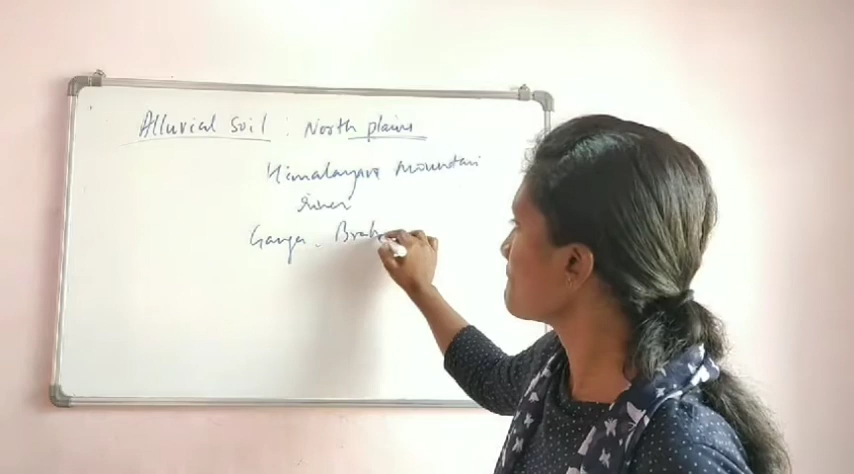 Alluvial soil : North plains
Himalayas mountain
River
Ganga, Brah